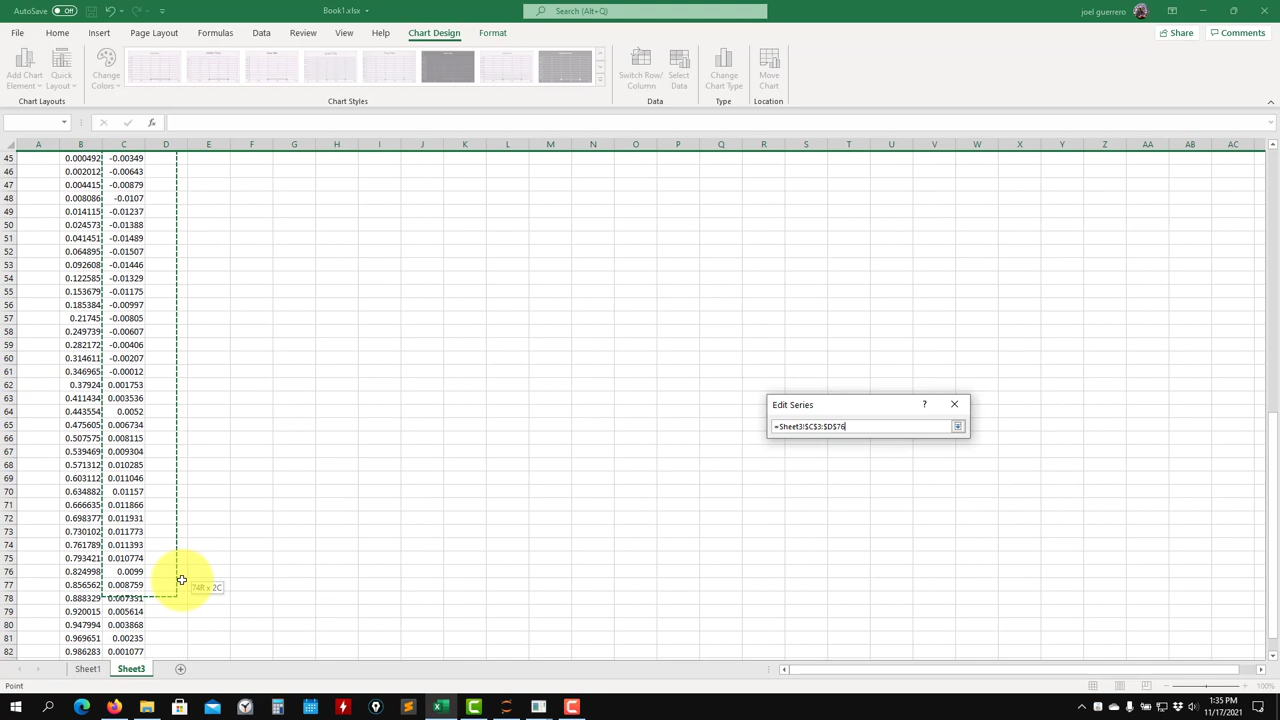 AutoSave Off Book1.xlsx Search (Alt+Q) joel guerrero
File Home Insert Page Layout Formulas Data Review View Help Chart Design Format Share Comments
Add Chart Element Quick Layout Change Colors Switch Row/Column Select Data Change Chart Type Move Chart
Chart Layouts Chart Styles Data Type Location
fx
A B C D E F G H I J K L M N O P Q R S T U V W X Y Z AA AB AC
45 0.000492 -0.00349
46 0.002012 -0.00643
47 0.004415 -0.00879
48 0.008086 -0.0107
49 0.014115 -0.01237
50 0.024573 -0.01388
51 0.041451 -0.01489
52 0.064895 -0.01507
53 0.092608 -0.01446
54 0.122585 -0.01329
55 0.153679 -0.01175
56 0.185384 -0.00997
57 0.21745 -0.00805
58 0.249739 -0.00607
59 0.282172 -0.00406
60 0.314611 -0.00207
61 0.346965 -0.00012
62 0.37924 0.001753
63 0.411434 0.003536
64 0.443554 0.0052
Edit Series ?
65 0.475605 0.006734
=Sheet3!$C$3:$D$76
66 0.507575 0.008115
67 0.539469 0.009304
68 0.571312 0.010285
69 0.603112 0.011046
70 0.634882 0.01157
71 0.666635 0.011866
72 0.698377 0.011931
73 0.730102 0.011773
74 0.761789 0.011393
75 0.793421 0.010774
76 0.824998 0.0099
77 0.856562 0.008759 74R x 2C
78 0.888329 0.007351
79 0.920015 0.005614
80 0.947994 0.003869
81 0.969651 0.00235
82 0.986283 0.001077
Sheet1 Sheet3
Point 100%
1:35 PM
11/17/2021